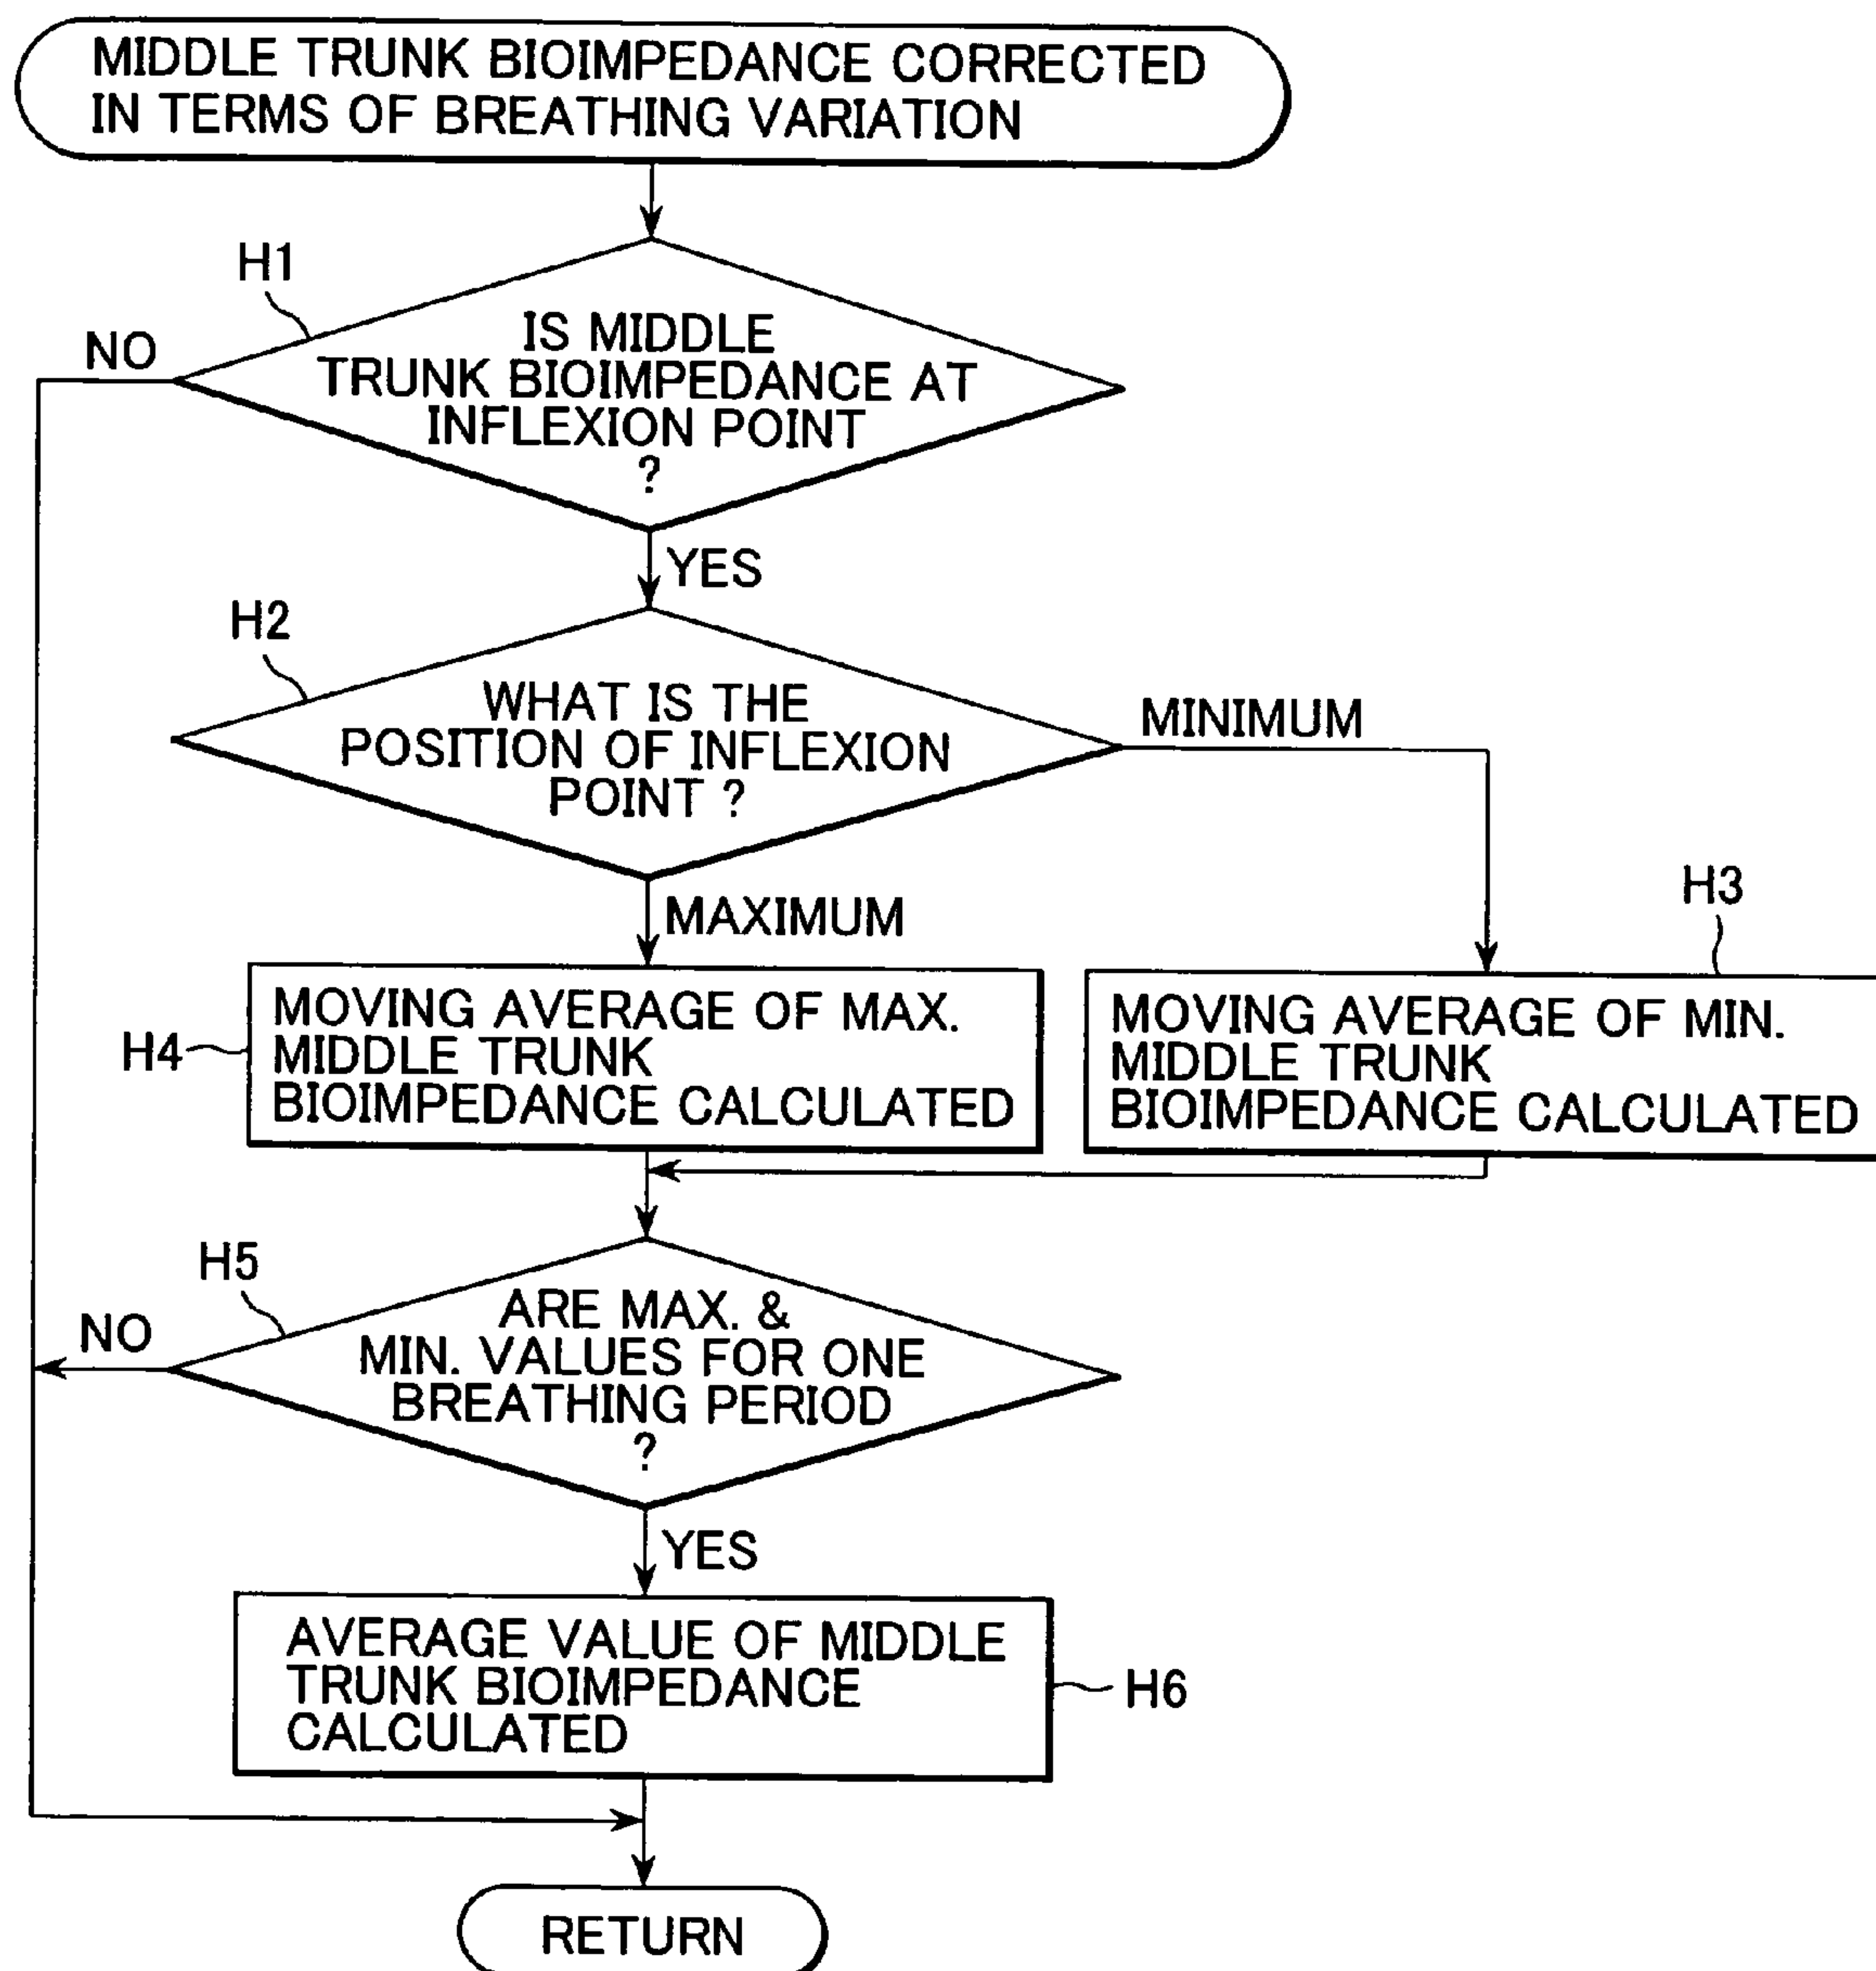 MIDDLE TRUNK BIOIMPEDANCE CORRECTED
IN TERMS OF BREATHING VARIATION
H1
NO
IS MIDDLE
TRUNK BIOIMPEDANCE AT
INFLEXION POINT
?
YES
H2
WHAT IS THE
POSITION OF INFLEXION
POINT ?
MINIMUM
MAXIMUM
H3
H4
MOVING AVERAGE OF MAX.
MIDDLE TRUNK
BIOIMPEDANCE CALCULATED
MOVING AVERAGE OF MIN.
MIDDLE TRUNK
BIOIMPEDANCE CALCULATED
H5
NO
ARE MAX. &
MIN. VALUES FOR ONE
BREATHING PERIOD
?
YES
AVERAGE VALUE OF MIDDLE
TRUNK BIOIMPEDANCE
CALCULATED
H6
RETURN